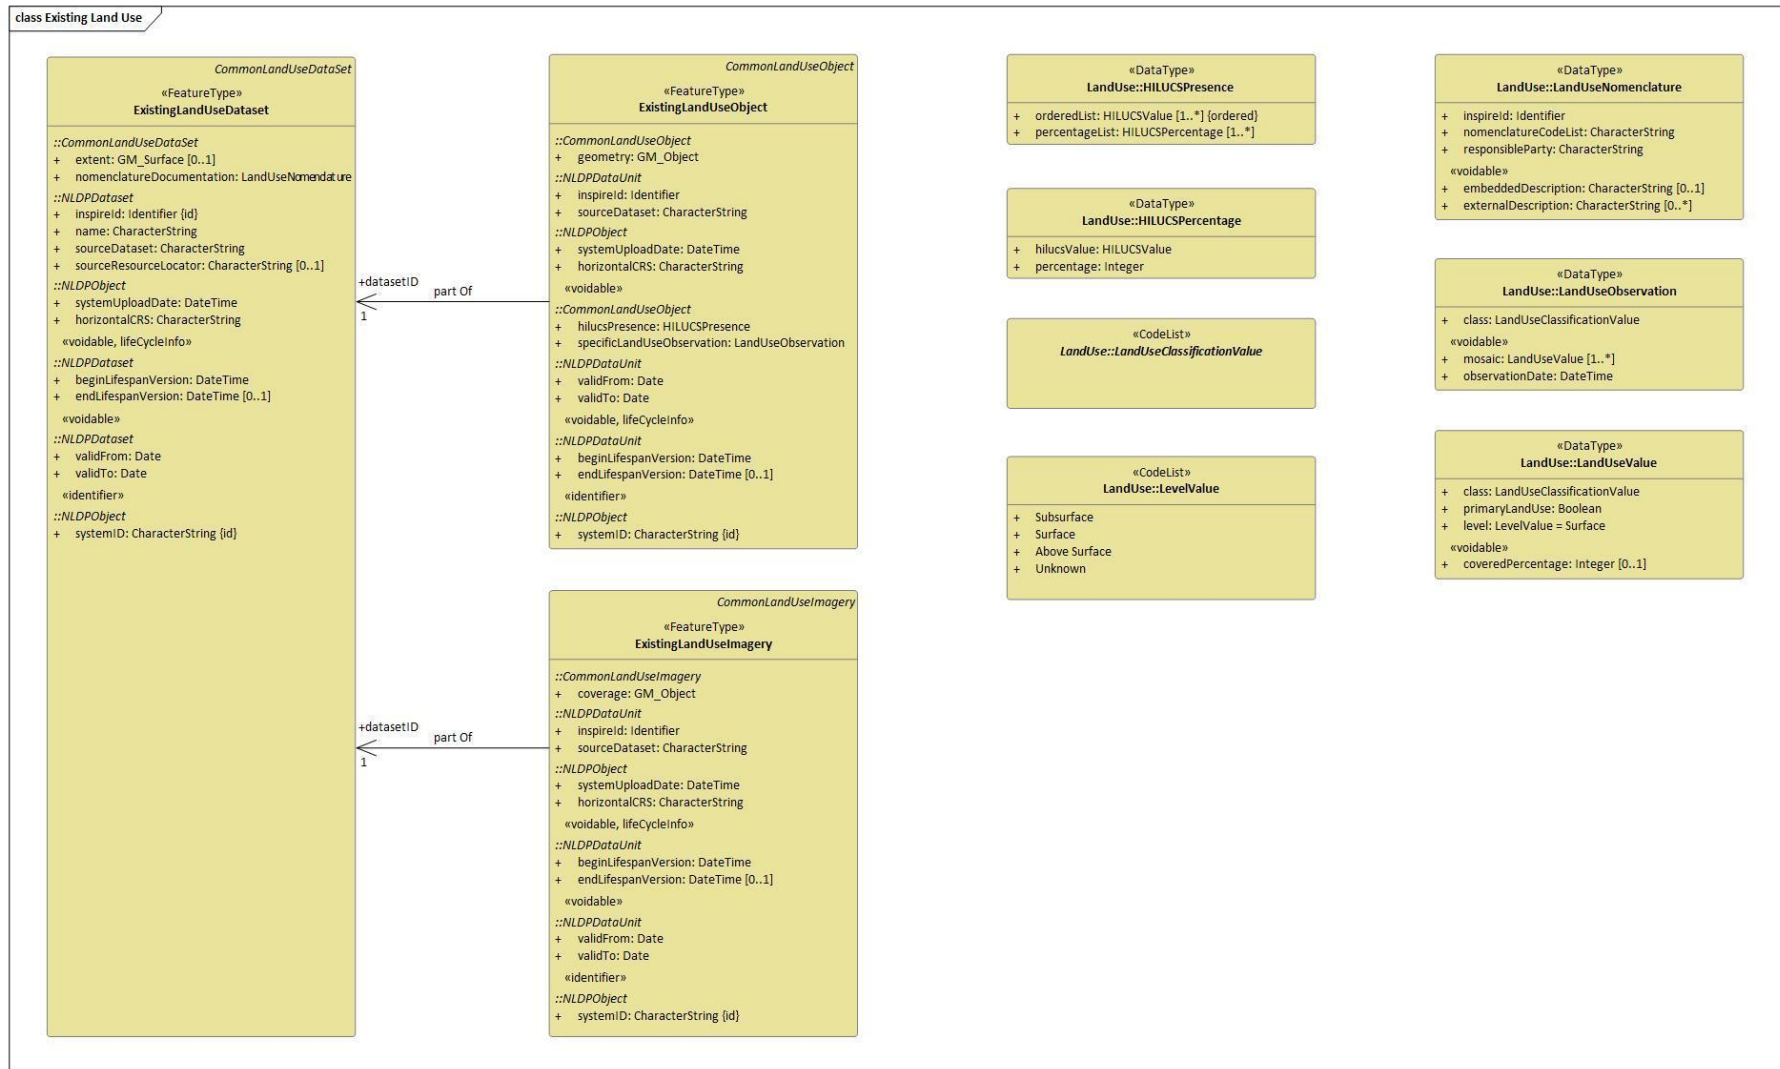 class Existing Land Use
CommonLandUseDataSet
«FeatureType»
ExistingLandUseDataset
::CommonLandUseDataSet
+ extent: GM_Surface [0..1]
+ nomenclatureDocumentation: LandUseNomenclature
::NLDPDataset
+ inspireId: Identifier {id}
+ name: CharacterString
+ sourceDataset: CharacterString
+ sourceResourceLocator: CharacterString [0..1]
::NLDPObject
+ systemUploadDate: DateTime
+ horizontalCRS: CharacterString
«voidable, lifeCycleInfo»
::NLDPDataset
+ beginLifespanVersion: DateTime
+ endLifespanVersion: DateTime [0..1]
«voidable»
::NLDPDataset
+ validFrom: Date
+ validTo: Date
«identifier»
::NLDPObject
+ systemID: CharacterString {id}
+datasetID
part Of
1
+datasetID
part Of
1
CommonLandUseObject
«FeatureType»
ExistingLandUseObject
::CommonLandUseObject
+ geometry: GM_Object
::NLDPDataUnit
+ inspireId: Identifier
+ sourceDataset: CharacterString
::NLDPObject
+ systemUploadDate: DateTime
+ horizontalCRS: CharacterString
«voidable»
::CommonLandUseObject
+ hilucsPresence: HILUCSPresence
+ specificLandUseObservation: LandUseObservation
::NLDPDataUnit
+ validFrom: Date
+ validTo: Date
«voidable, lifeCycleInfo»
::NLDPDataUnit
+ beginLifespanVersion: DateTime
+ endLifespanVersion: DateTime [0..1]
«identifier»
::NLDPObject
+ systemID: CharacterString {id}
CommonLandUseImagery
«FeatureType»
ExistingLandUseImagery
::CommonLandUseImagery
+ coverage: GM_Object
::NLDPDataUnit
+ inspireId: Identifier
+ sourceDataset: CharacterString
::NLDPObject
+ systemUploadDate: DateTime
+ horizontalCRS: CharacterString
«voidable, lifeCycleInfo»
::NLDPDataUnit
+ beginLifespanVersion: DateTime
+ endLifespanVersion: DateTime [0..1]
«voidable»
::NLDPDataUnit
+ validFrom: Date
+ validTo: Date
«identifier»
::NLDPObject
+ systemID: CharacterString {id}
«DataType»
LandUse::HILUCSPresence
+ orderedList: HILUCSValue [1..*] {ordered}
+ percentageList: HILUCSPercentage [1..*]
«DataType»
LandUse::HILUCSPercentage
+ hilucsValue: HILUCSValue
+ percentage: Integer
«CodeList»
LandUse::LandUseClassificationValue
«CodeList»
LandUse::LevelValue
+ Subsurface
+ Surface
+ Above Surface
+ Unknown
«DataType»
LandUse::LandUseNomenclature
+ inspireId: Identifier
+ nomenclatureCodeList: CharacterString
+ responsibleParty: CharacterString
«voidable»
+ embeddedDescription: CharacterString [0..1]
+ externalDescription: CharacterString [0..*]
«DataType»
LandUse::LandUseObservation
+ class: LandUseClassificationValue
«voidable»
+ mosaic: LandUseValue [1..*]
+ observationDate: DateTime
«DataType»
LandUse::LandUseValue
+ class: LandUseClassificationValue
+ primaryLandUse: Boolean
+ level: LevelValue = Surface
«voidable»
+ coveredPercentage: Integer [0..1]